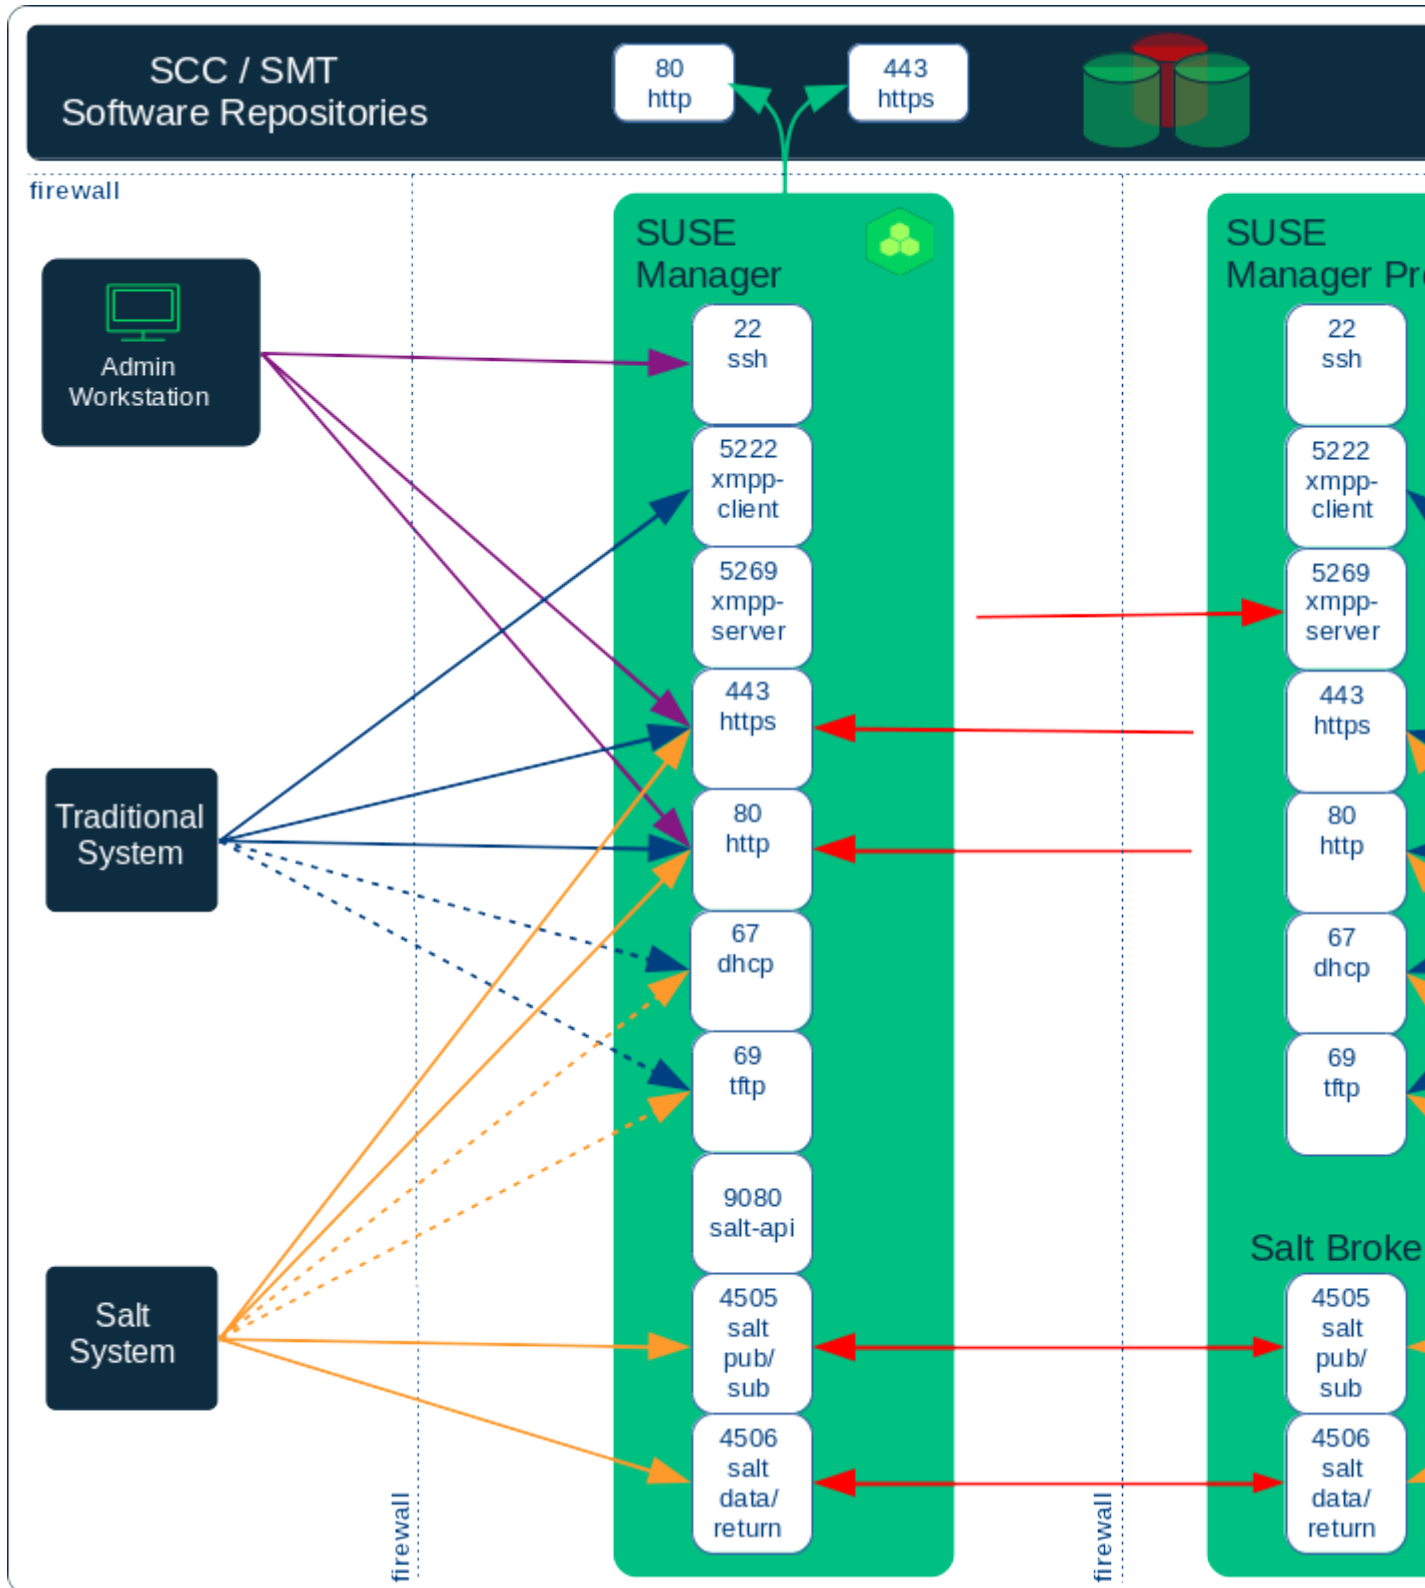 SCC / SMT
Software Repositories
80
http
443
https
firewall
SUSE
Manager
SUSE
Manager
Admin
Workstation
22
ssh
5222
xmpp-
client
5269
xmpp-
server
443
https
80
http
67
dhcp
69
tftp
9080
salt-api
4505
salt
pub/
sub
4506
salt
data/
return
Traditional
System
Salt
System
firewall
firewall
22
ssh
5222
xmpp-
client
5269
xmpp-
server
443
https
80
http
67
dhcp
69
tftp
Salt
4505
salt
pub/
sub
4506
salt
data/
return